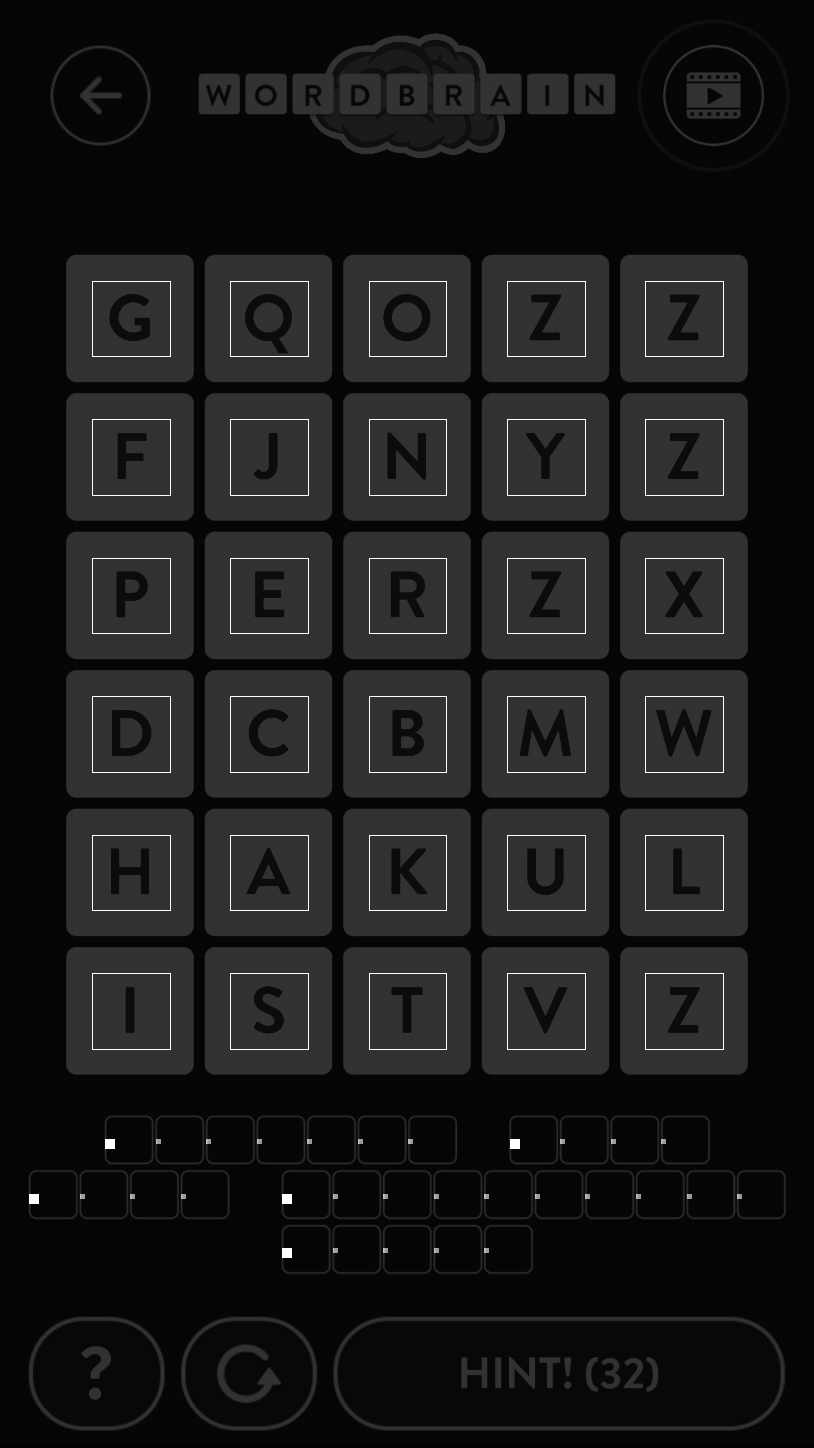 WORDBRAIN
G Q O Z Z
F J N Y Z
P E R Z X
D C B M W
H A K U L
I S T V Z
? HINT! (32)